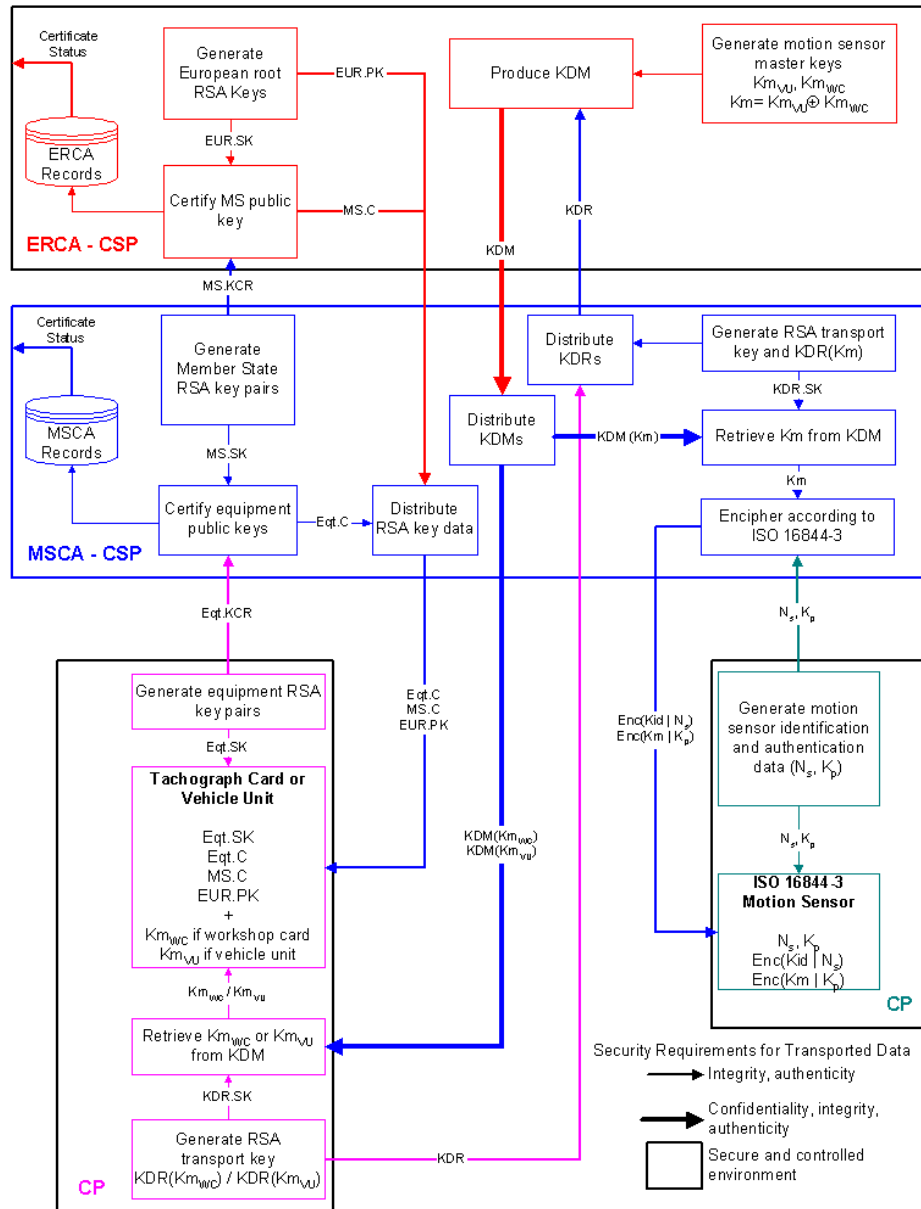 Certificate
Status
Generate
European root
RSA Keys
EUR.PK
Produce KDM
Generate motion sensor
master keys
Km_VU, Km_WC
Km= Km_VU⊕ Km_WC
EUR.SK
ERCA
Records
Certify MS public
key
MS.C
KDR
KDM
ERCA - CSP
MS.KCR
Certificate
Status
Generate
Member State
RSA key pairs
Distribute
KDRs
Generate RSA transport
key and KDR(Km)
KDR.SK
MSCA
Records
Distribute
KDMs
KDM (Km)
Retrieve Km from KDM
MS.SK
Km
Certify equipment
public keys
Eqt.C
Distribute
RSA key data
Encipher according to
ISO 16844-3
MSCA - CSP
Eqt.KCR
N_s, K_p
Generate equipment RSA
key pairs
Eqt.SK
Eqt.C
MS.C
EUR.PK
Enc(Kid | N_s)
Enc(Km | K_p)
Generate motion
sensor identification
and authentication
data (N_s, K_p)
Tachograph Card or
Vehicle Unit
Eqt.SK
Eqt.C
MS.C
EUR.PK
+
Km_WC if workshop card
Km_VU if vehicle unit
KDM(Km_WC)
KDM(Km_VU)
N_s, K_p
ISO 16844-3
Motion Sensor
N_s, K_p
Enc(Kid | N_s)
Enc(Km | K_p)
CP
Km_WC / Km_VU
Retrieve Km_WC or Km_VU
from KDM
KDR.SK
Generate RSA
transport key
KDR(Km_WC) / KDR(Km_VU)
KDR
CP
Security Requirements for Transported Data
Integrity, authenticity
Confidentiality, integrity,
authenticity
Secure and controlled
environment